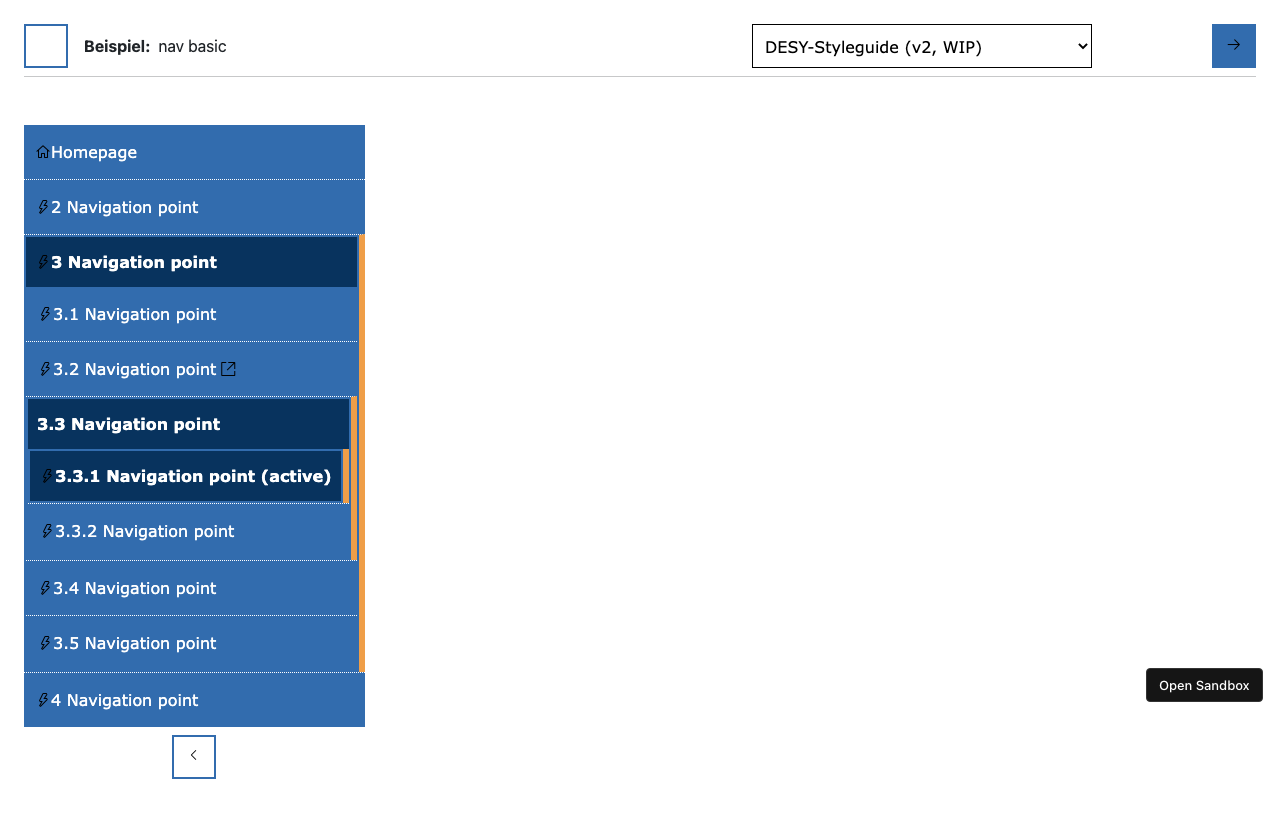 Beispiel: nav basic
DESY-Styleguide (v2, WIP)
Homepage
2 Navigation point
3 Navigation point
3.1 Navigation point
3.2 Navigation point
3.3 Navigation point
3.3.1 Navigation point (active)
3.3.2 Navigation point
3.4 Navigation point
3.5 Navigation point
Open Sandbox
4 Navigation point